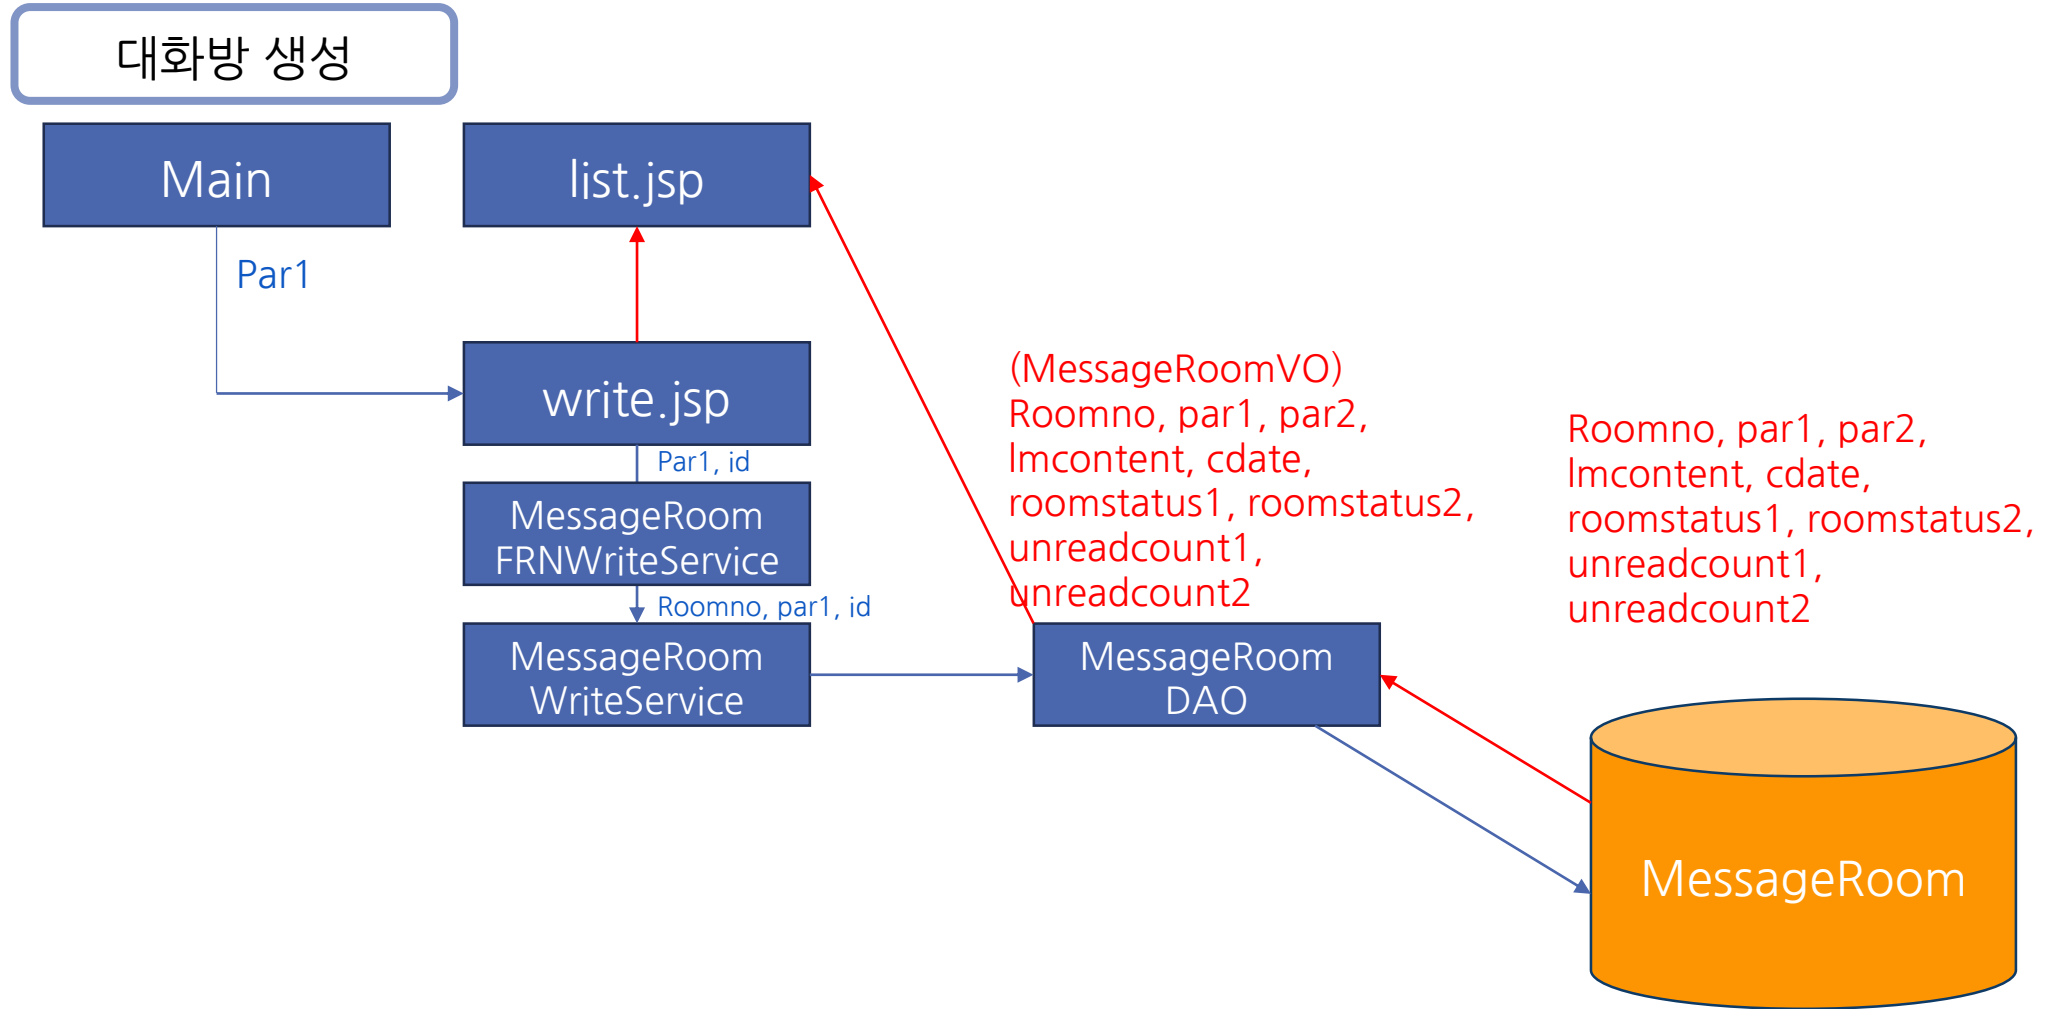 대화방 생성
Main
list.jsp
Par1
write.jsp
Par1, id
MessageRoom
FRNWriteService
Roomno, par1, id
MessageRoom
WriteService
(MessageRoomVO)
Roomno, par1, par2,
lmcontent, cdate,
roomstatus1, roomstatus2,
unreadcount1,
unreadcount2
MessageRoom
DAO
Roomno, par1, par2,
lmcontent, cdate,
roomstatus1, roomstatus2,
unreadcount1,
unreadcount2
MessageRoom